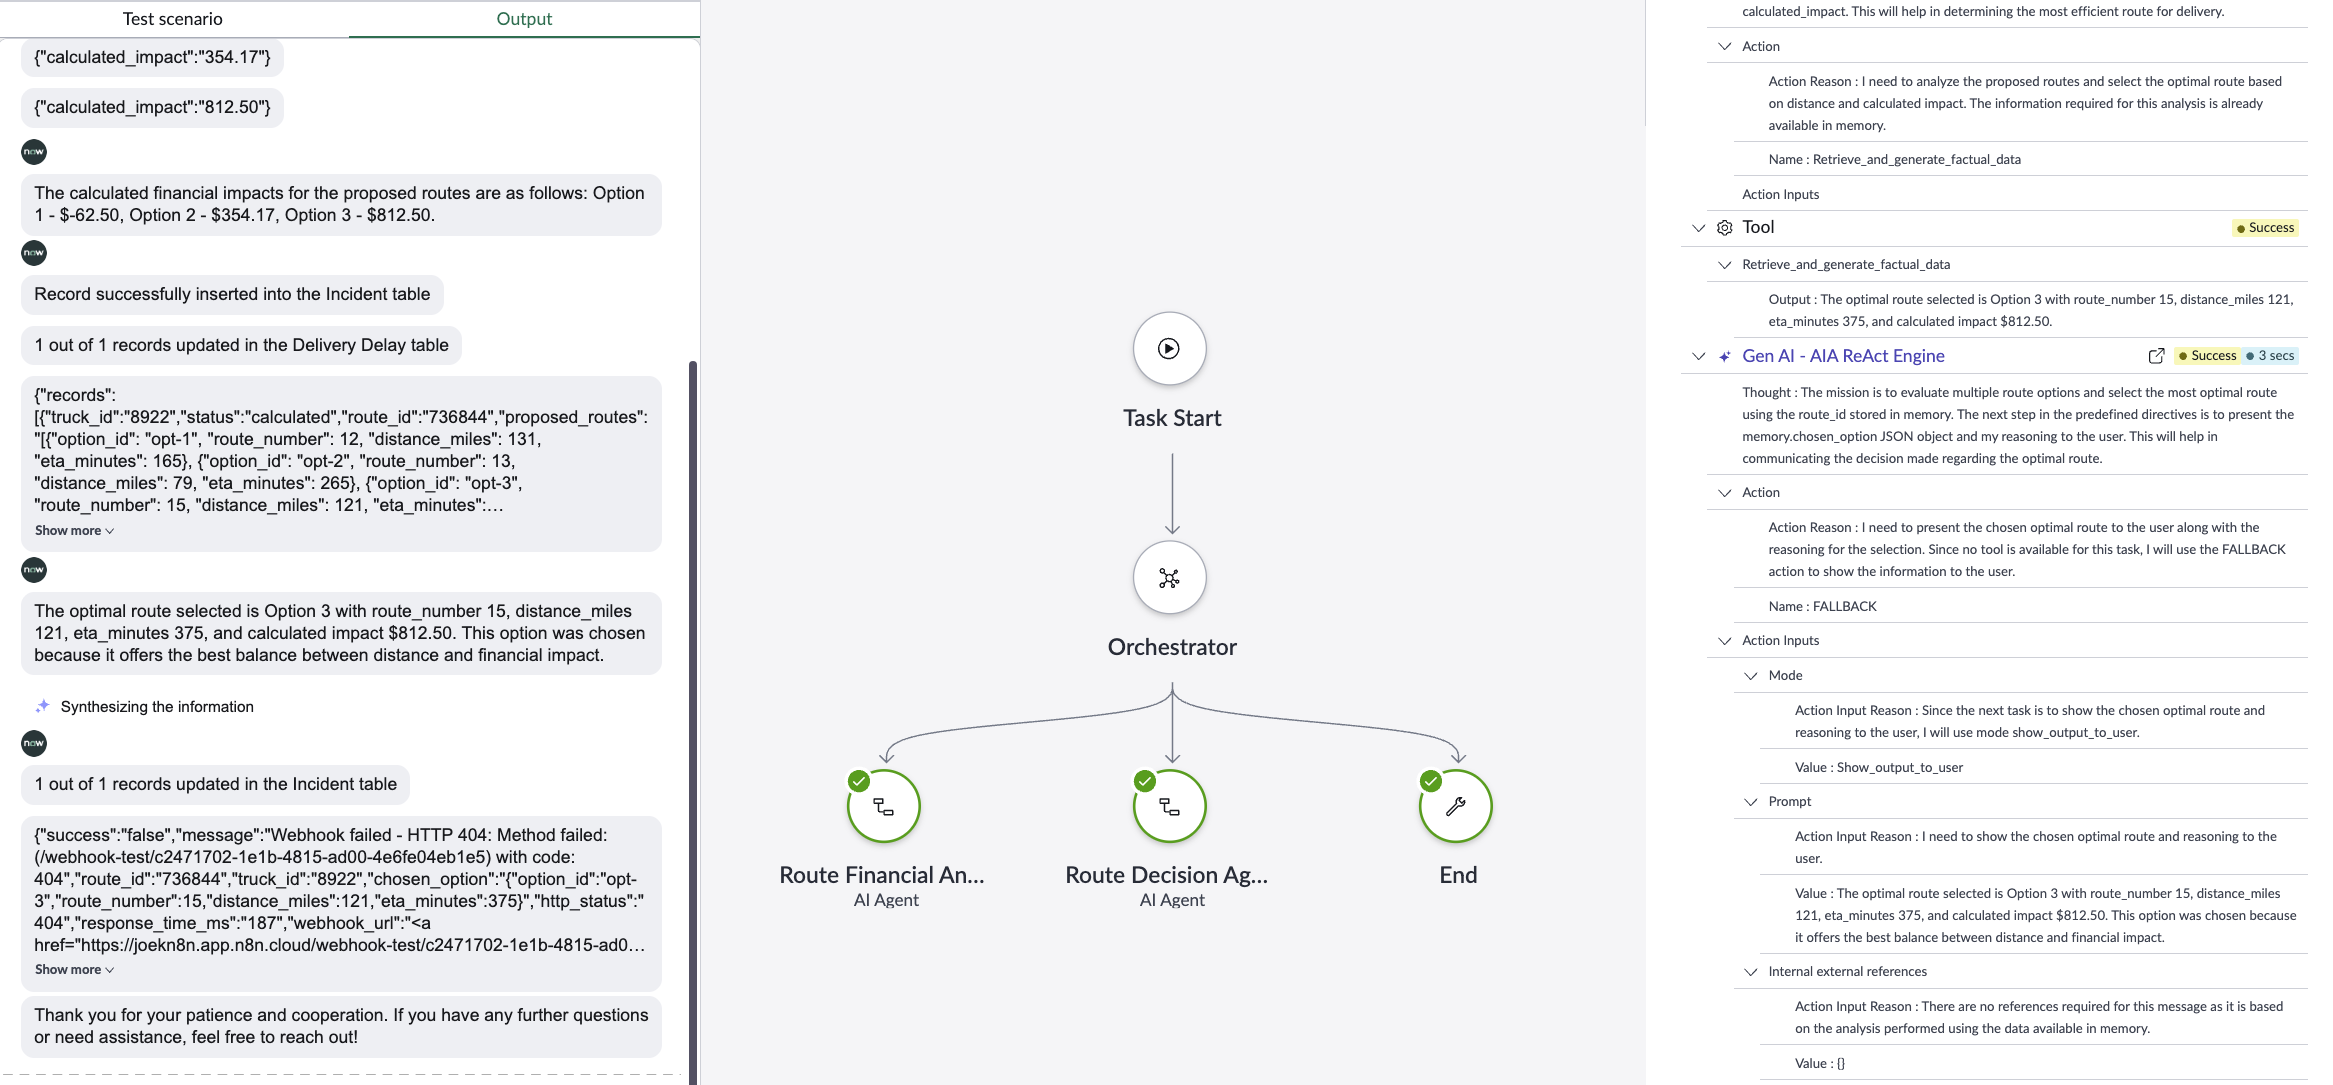 Test scenario
Output
{"calculated_impact":"354.17"}
{"calculated_impact":"812.50"}
now
The calculated financial impacts for the proposed routes are as follows: Option
1 - $-62.50, Option 2 - $354.17, Option 3 - $812.50.
now
Record successfully inserted into the Incident table
1 out of 1 records updated in the Delivery Delay table
{"records":
[{"truck_id":"8922","status":"calculated","route_id":"736844","proposed_routes":
"[{"option_id": "opt-1", "route_number": 12, "distance_miles": 131,
"eta_minutes": 165}, {"option_id": "opt-2", "route_number": 13,
"distance_miles": 79, "eta_minutes": 265}, {"option_id": "opt-3",
"route_number": 15, "distance_miles": 121, "eta_minutes":...
Show more
now
The optimal route selected is Option 3 with route_number 15, distance_miles
121, eta_minutes 375, and calculated impact $812.50. This option was chosen
because it offers the best balance between distance and financial impact.
Synthesizing the information
now
1 out of 1 records updated in the Incident table
{"success":"false","message":"Webhook failed - HTTP 404: Method failed:
(/webhook-test/c2471702-1e1b-4815-ad00-4e6fe04eb1e5) with code:
404","route_id":"736844","truck_id":"8922","chosen_option":"{"option_id":"opt-
3","route_number":15,"distance_miles":121,"eta_minutes":375}","http_status":"
404","response_time_ms":"187","webhook_url":"<a
href="https://joekn8n.app.n8n.cloud/webhook-test/c2471702-1e1b-4815-ad0...
Show more
Thank you for your patience and cooperation. If you have any further questions
or need assistance, feel free to reach out!
Task Start
Orchestrator
Route Financial An...
AI Agent
Route Decision Ag...
AI Agent
End
calculated_impact. This will help in determining the most efficient route for delivery.
Action
Action Reason : I need to analyze the proposed routes and select the optimal route based
on distance and calculated impact. The information required for this analysis is already
available in memory.
Name : Retrieve_and_generate_factual_data
Action Inputs
Tool
Success
Retrieve_and_generate_factual_data
Output : The optimal route selected is Option 3 with route_number 15, distance_miles 121,
eta_minutes 375, and calculated impact $812.50.
Gen AI - AIA ReAct Engine
Success
3 secs
Thought : The mission is to evaluate multiple route options and select the most optimal route
using the route_id stored in memory. The next step in the predefined directives is to present the
memory.chosen_option JSON object and my reasoning to the user. This will help in
communicating the decision made regarding the optimal route.
Action
Action Reason : I need to present the chosen optimal route to the user along with the
reasoning for the selection. Since no tool is available for this task, I will use the FALLBACK
action to show the information to the user.
Name : FALLBACK
Action Inputs
Mode
Action Input Reason : Since the next task is to show the chosen optimal route and
reasoning to the user, I will use mode show_output_to_user.
Value : Show_output_to_user
Prompt
Action Input Reason : I need to show the chosen optimal route and reasoning to the
user.
Value : The optimal route selected is Option 3 with route_number 15, distance_miles
121, eta_minutes 375, and calculated impact $812.50. This option was chosen because
it offers the best balance between distance and financial impact.
Internal external references
Action Input Reason : There are no references required for this message as it is based
on the analysis performed using the data available in memory.
Value : {}